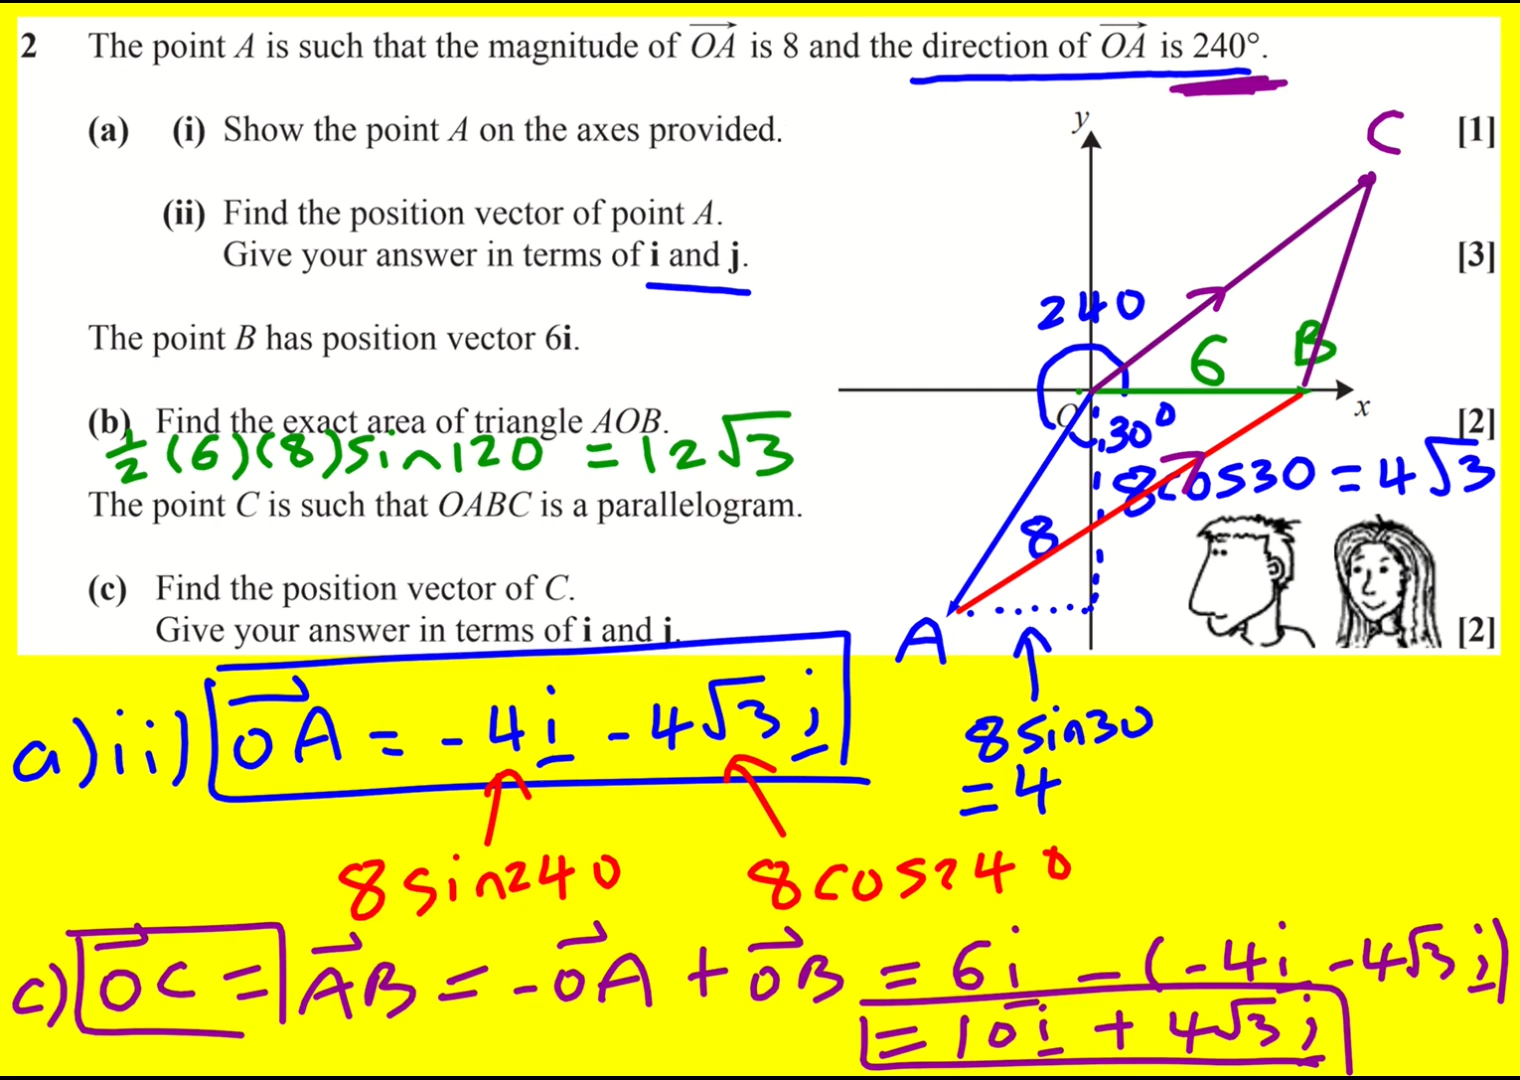 2 The point A is such that the magnitude of OA is 8 and the direction of OA is 240°.
(a) (i) Show the point A on the axes provided. [1]
(ii) Find the position vector of point A.
Give your answer in terms of i and j. [3]
The point B has position vector 6i.
(b) Find the exact area of triangle AOB. [2]
½(6)(8)sin120 = 12√3
The point C is such that OABC is a parallelogram.
(c) Find the position vector of C.
Give your answer in terms of i and j. [2]
y
C
240
6
B
O
x
30°
8cos30 = 4√3
8
A
8sin30
= 4
a)ii) OA = -4i - 4√3 j
8sin240
8cos240
c) OC = AB = -OA + OB = 6i - (-4i - 4√3 j)
= 10i + 4√3 j